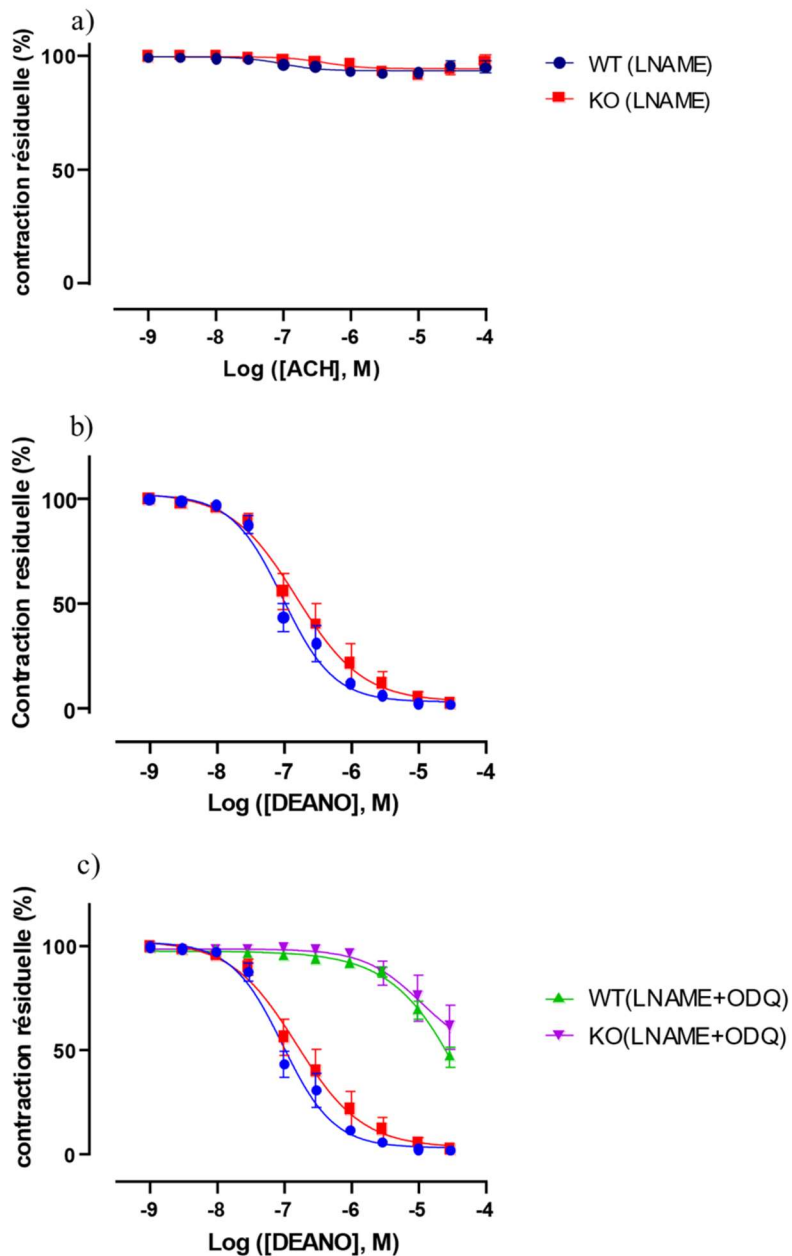 a)
contraction résiduelle (%)
100
50
0
-9 -8 -7 -6 -5 -4
Log ([ACH], M)
WT (LNAME)
KO (LNAME)
b)
Contraction residuelle (%)
100
50
0
-9 -8 -7 -6 -5 -4
Log ([DEANO], M)
c)
contraction résiduelle (%)
100
50
0
-9 -8 -7 -6 -5 -4
Log ([DEANO], M)
WT(LNAME+ODQ)
KO(LNAME+ODQ)